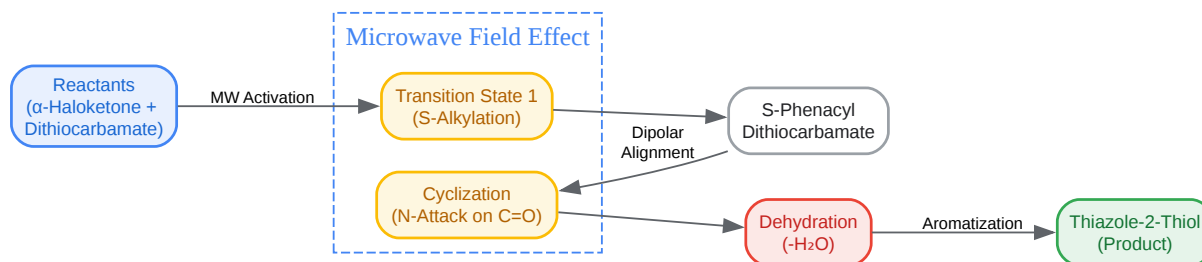 Microwave Field Effect
Reactants
(α-Haloketone +
Dithiocarbamate)
MW Activation
Transition State 1
(S-Alkylation)
S-Phenacyl
Dithiocarbamate
Dipolar
Alignment
Cyclization
(N-Attack on C=O)
Dehydration
(-H₂O)
Aromatization
Thiazole-2-Thiol
(Product)